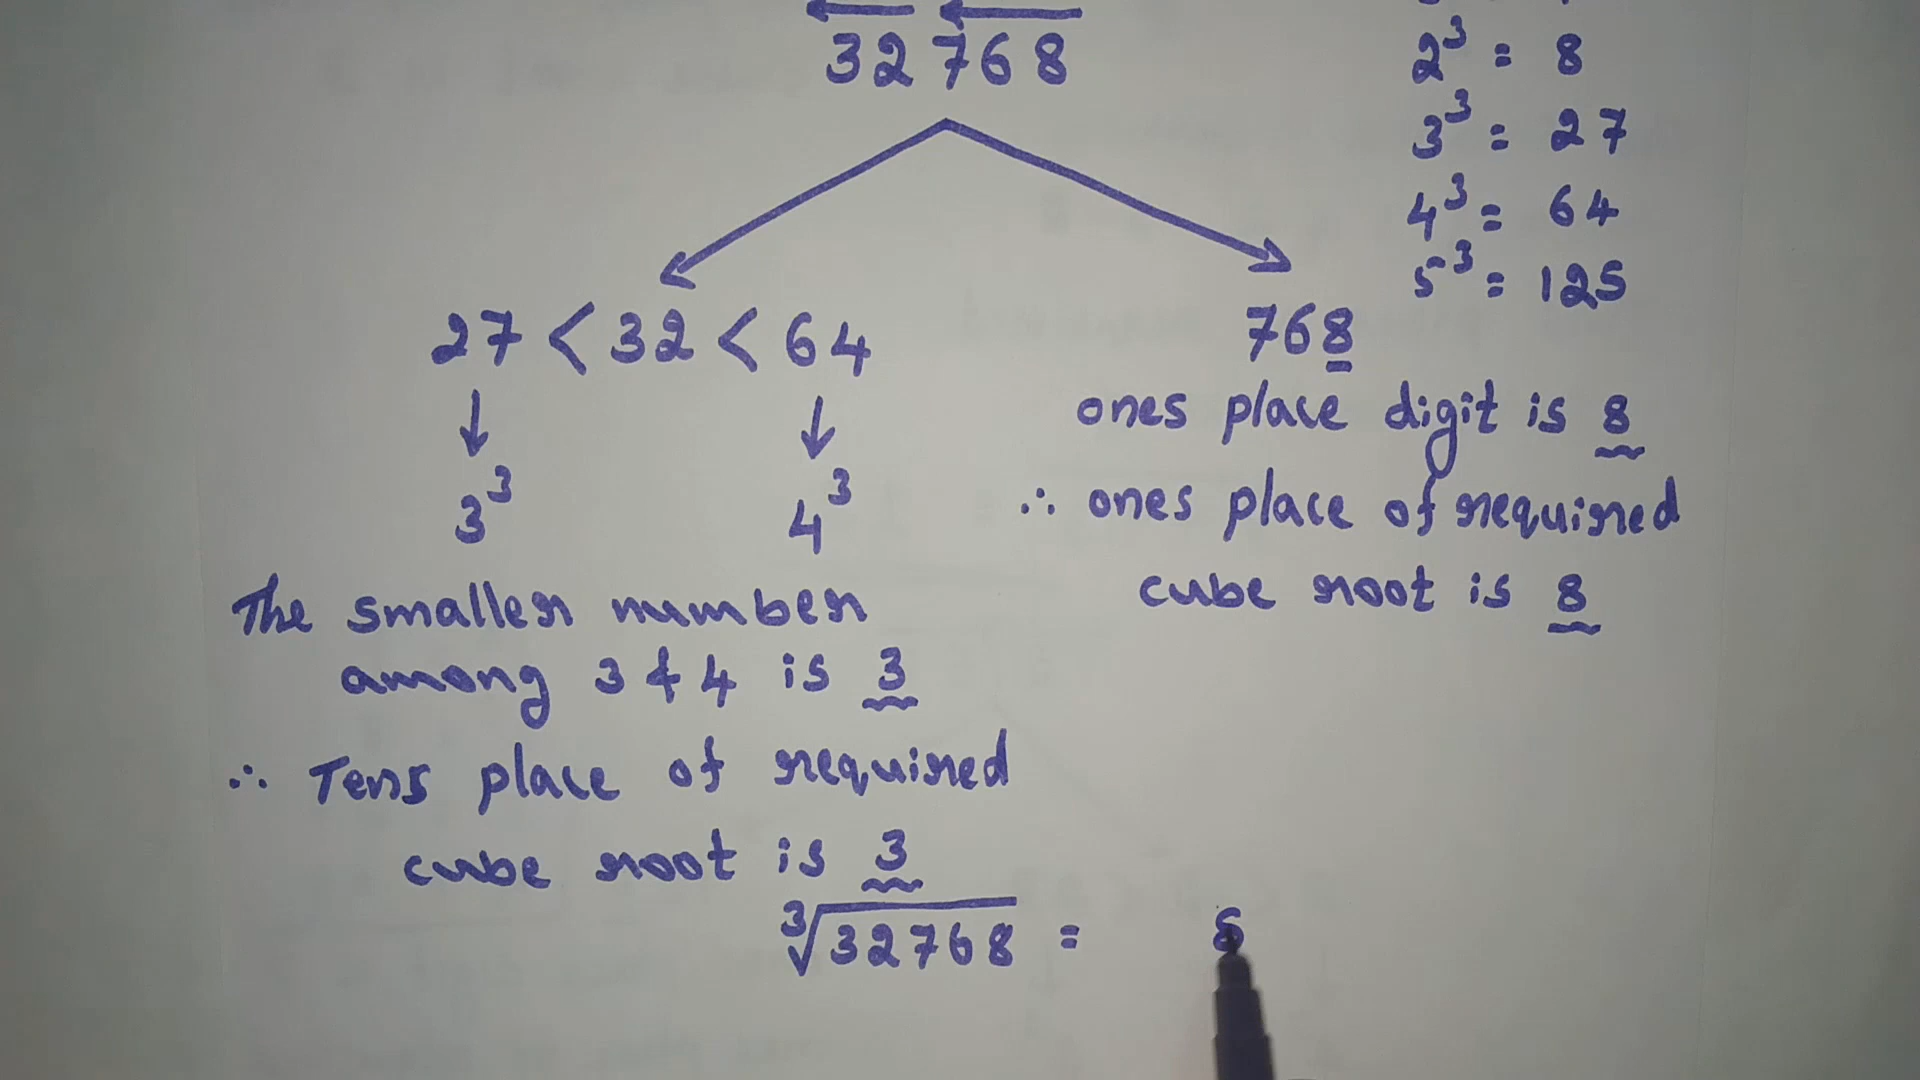 32768
2³ = 8
3³ = 27
4³ = 64
5³ = 125
27 < 32 < 64
3³ 4³
The smaller number
among 3 & 4 is 3
∴ Tens place of required
cube root is 3
768
ones place digit is 8
∴ ones place of required
cube root is 8
∛32768 = 8